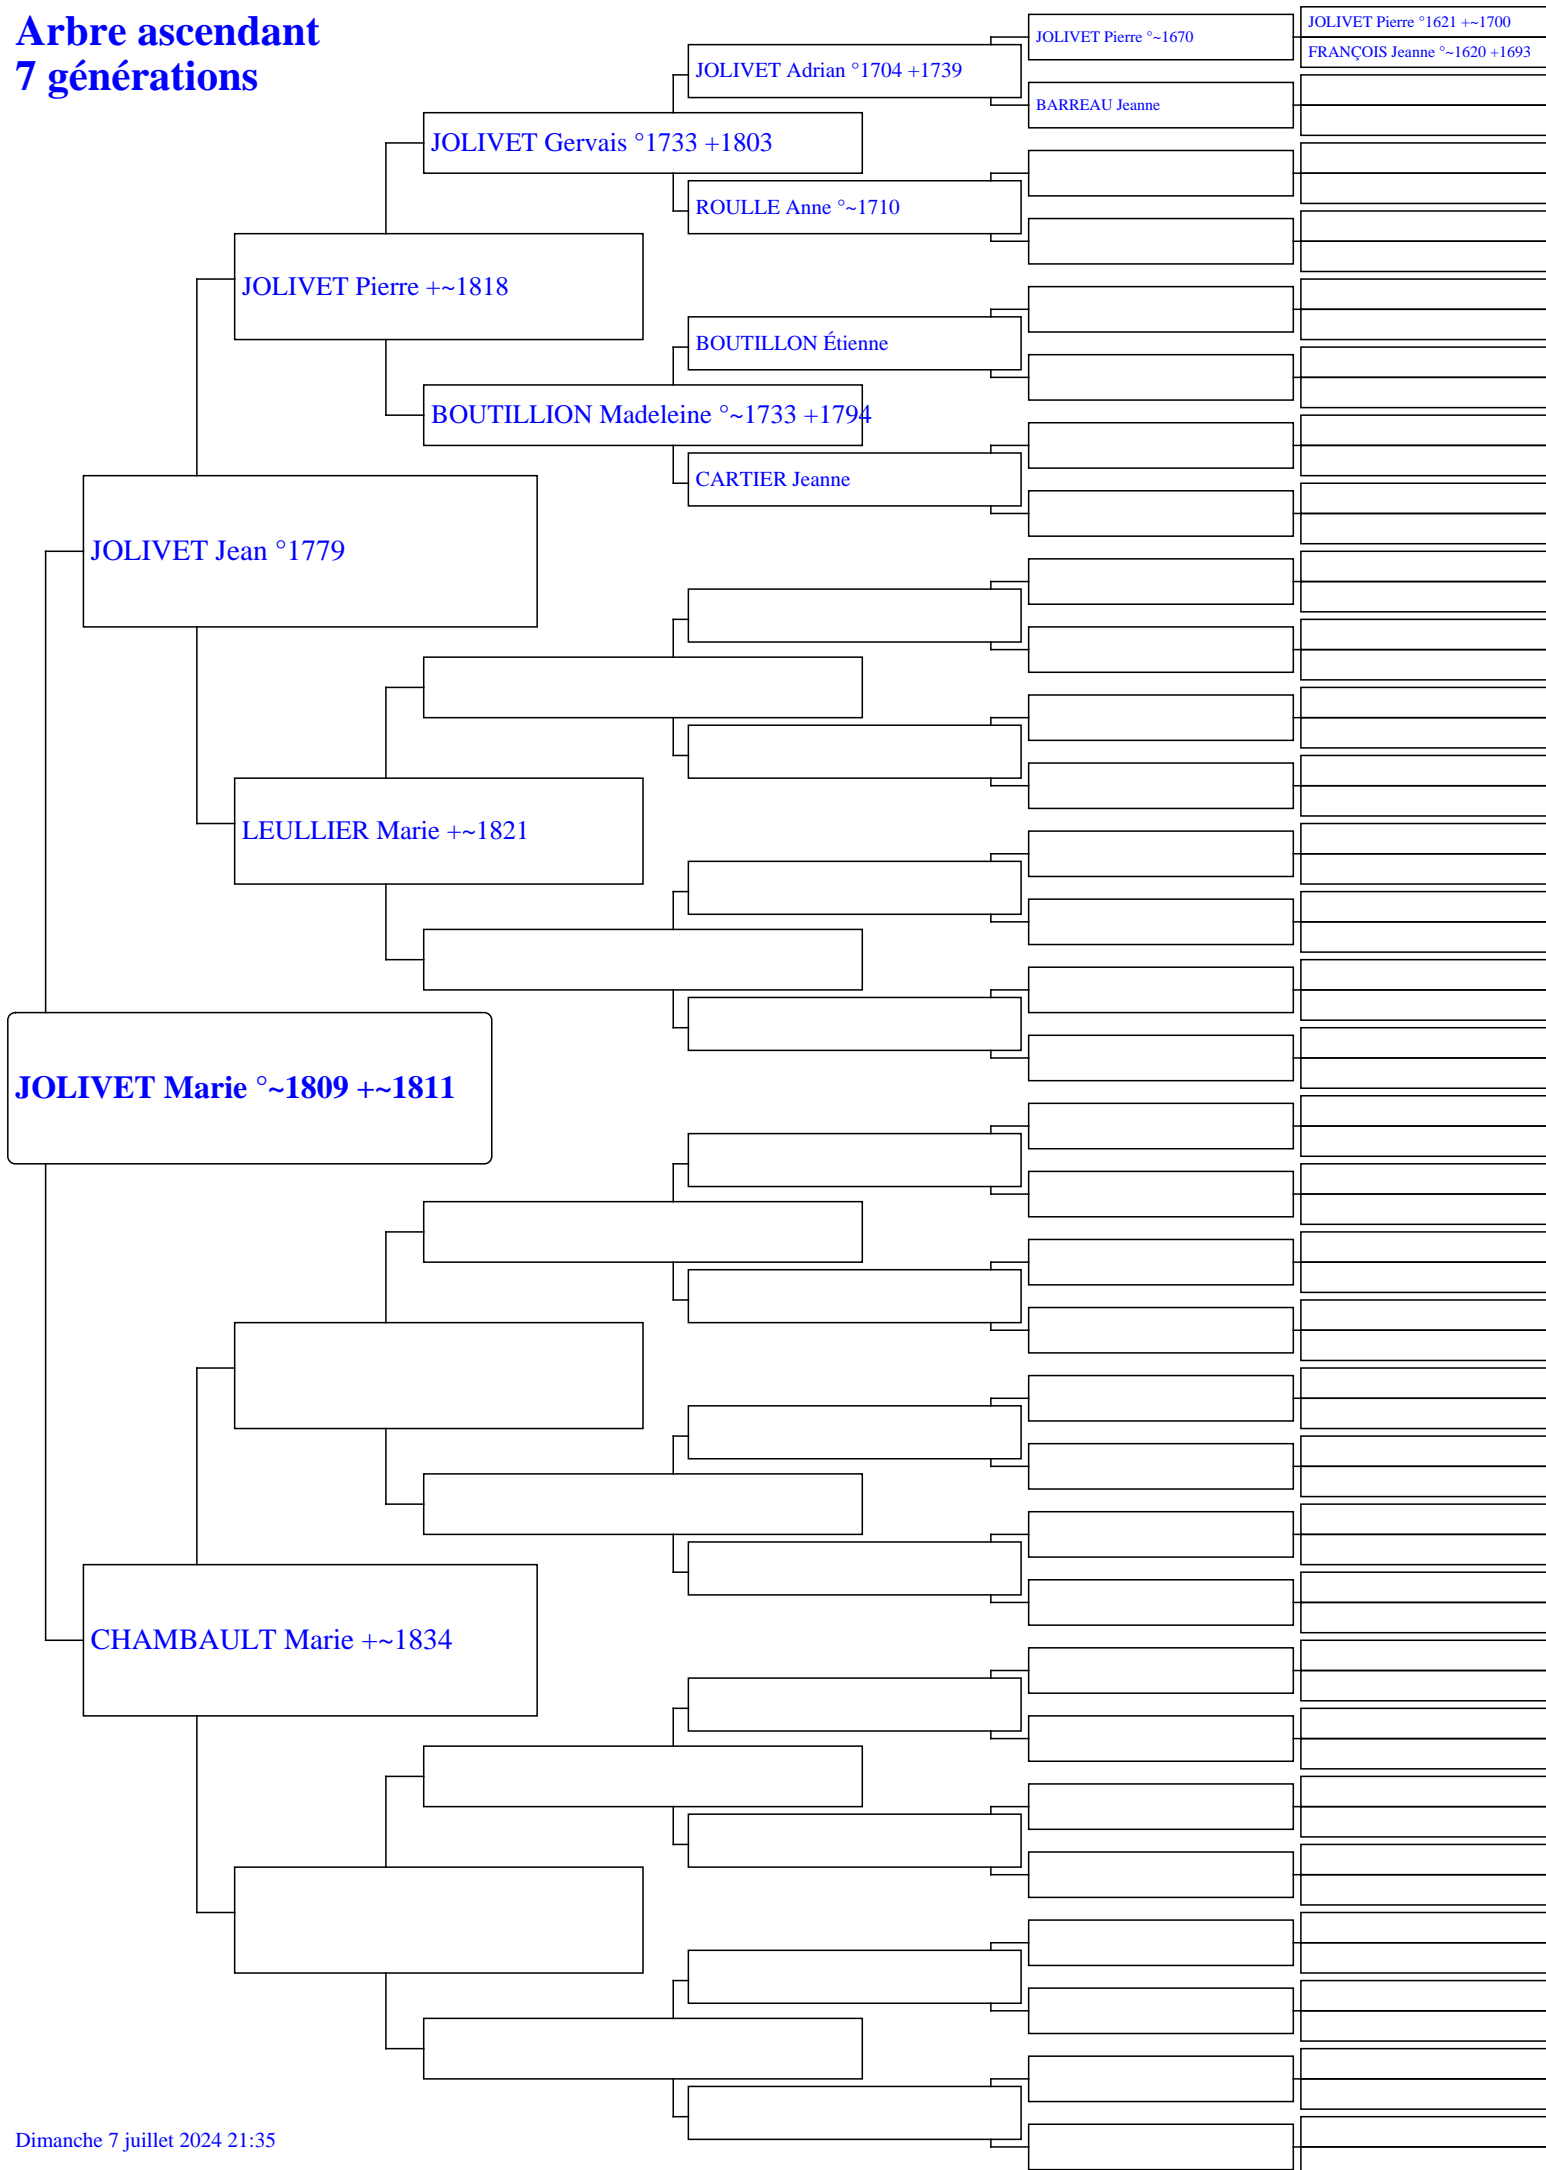 Arbre ascendant
7 générations
JOLIVET Pierre °1621 +~1700
JOLIVET Pierre °~1670
FRANÇOIS Jeanne °~1620 +1693
JOLIVET Adrian °1704 +1739
BARREAU Jeanne
JOLIVET Gervais °1733 +1803
ROULLE Anne °~1710
JOLIVET Pierre +~1818
BOUTILLON Étienne
BOUTILLION Madeleine °~1733 +1794
CARTIER Jeanne
JOLIVET Jean °1779
LEULLIER Marie +~1821
JOLIVET Marie °~1809 +~1811
CHAMBAULT Marie +~1834
Dimanche 7 juillet 2024 21:35